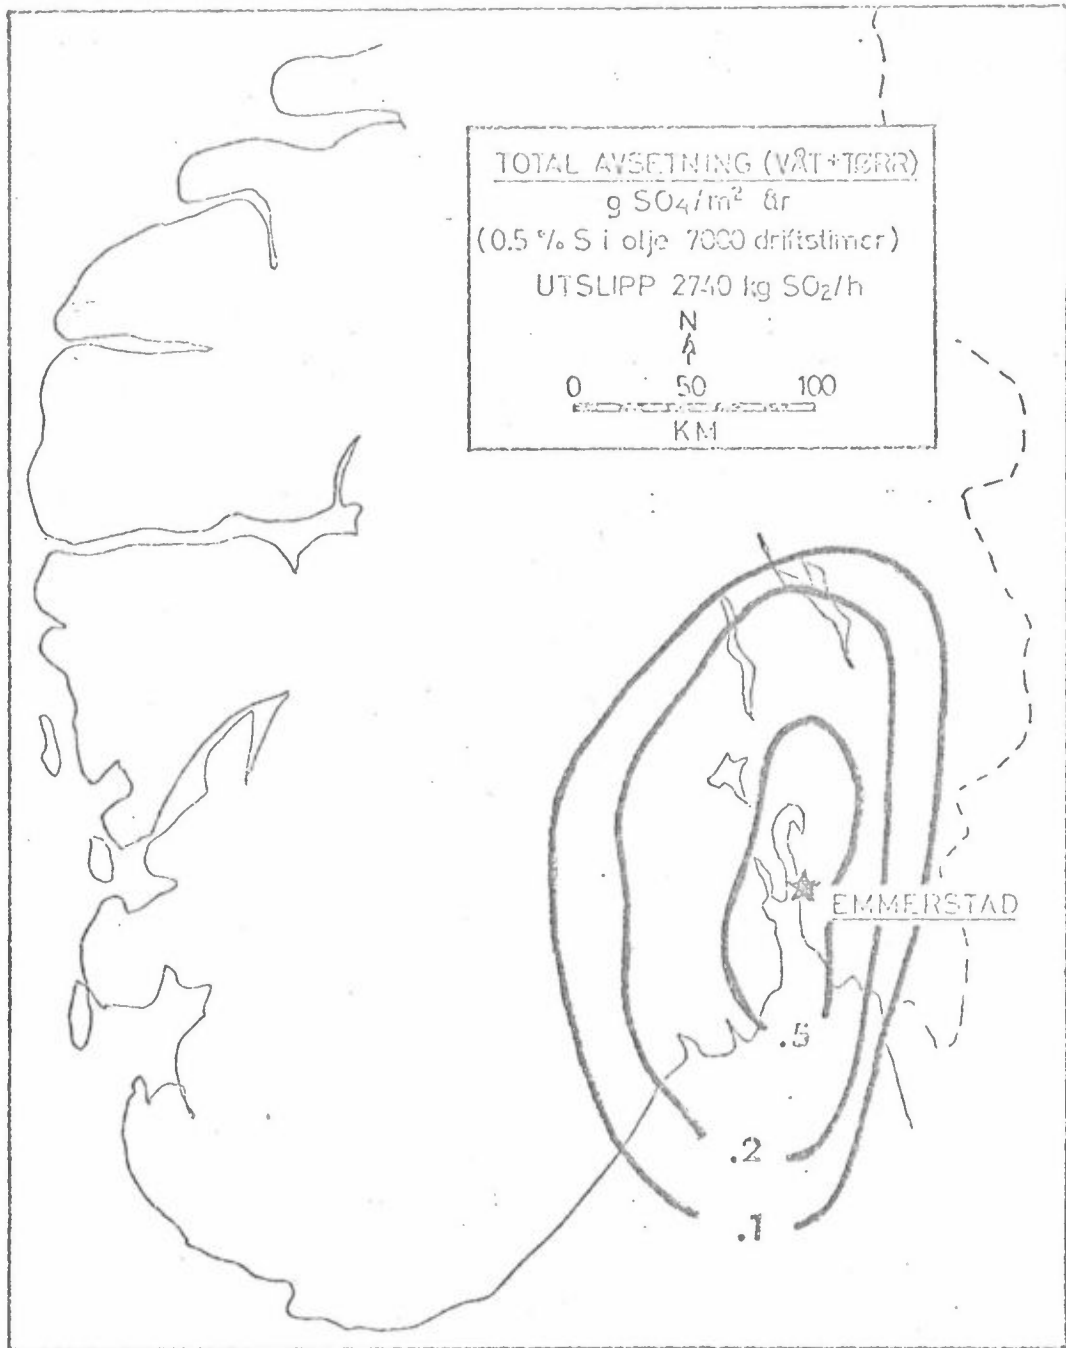 TOTAL AVSETNING (VÅT+TØRR)
g SO₄/m² år
(0.5 % S i olje 7000 driftstimer)
UTSLIPP 2740 kg SO₂/h
N
0 50 100
KM
EMMERSTAD
.5
.2
.1